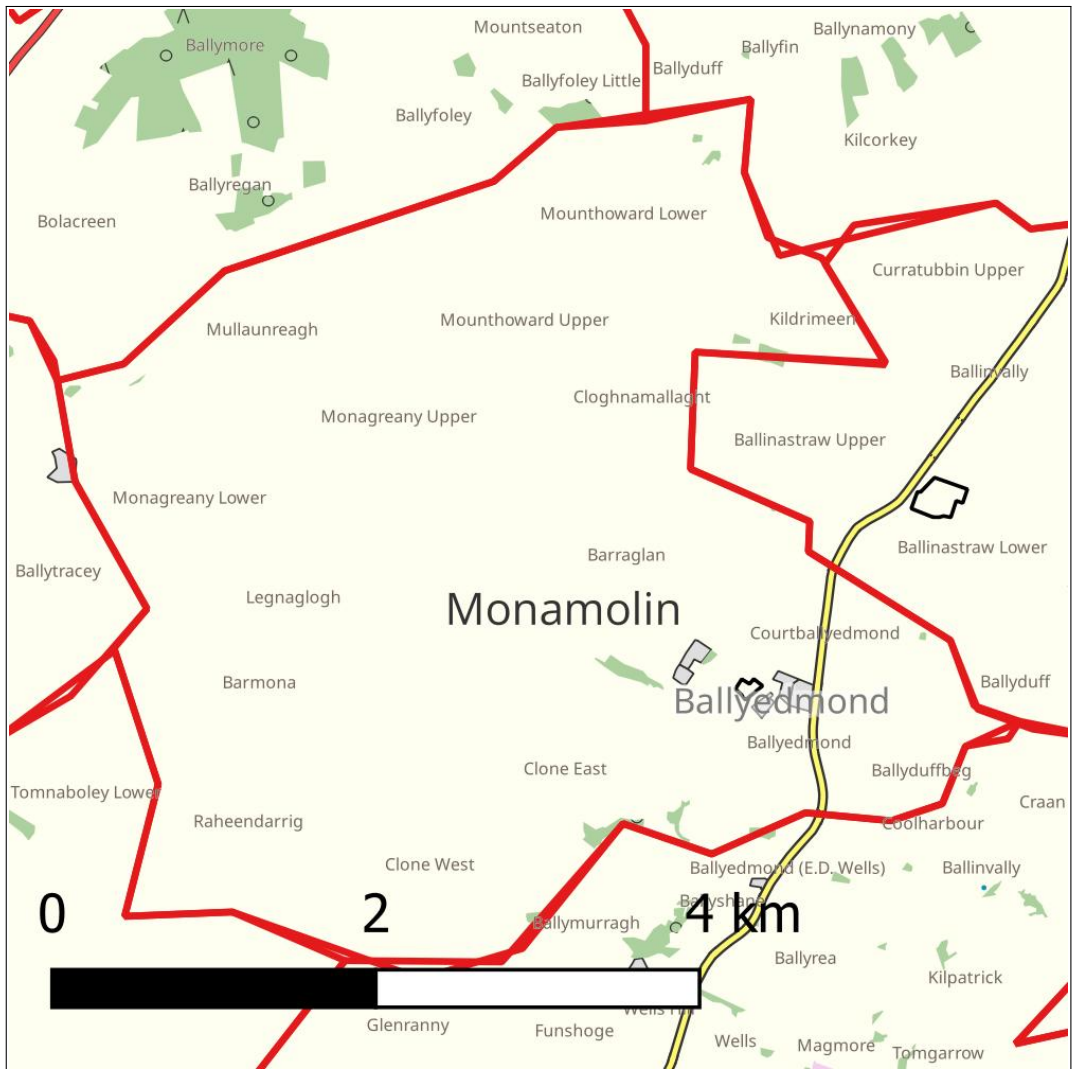 Mountseaton
Ballynamony
Ballymore
Ballyfin
Ballyduff
Ballyfoley Little
Ballyfoley
Kilcorkey
Ballyregan
Bolacreen
Mounthoward Lower
Curratubbin Upper
Mullaunreagh
Mounthoward Upper
Kildrimeen
Ballinvally
Cloghnamallaght
Monagreany Upper
Ballinastraw Upper
Monagreany Lower
Ballinastraw Lower
Barraglan
Ballytracey
Legnaglogh
Monamolin
Courtballyedmond
Barmona
Ballyduff
Ballyedmond
Ballyedmond
Clone East
Ballyduffbeg
Tomnaboley Lower
Craan
Raheendarrig
Coolharbour
Clone West
Ballyedmond (E.D. Wells)
Ballinvally
Ballyshane
0 2 4 km
Ballymurragh
Ballyrea
Kilpatrick
Wells Hill
Glenranny
Funshoge
Wells
Magmore
Tomgarrow